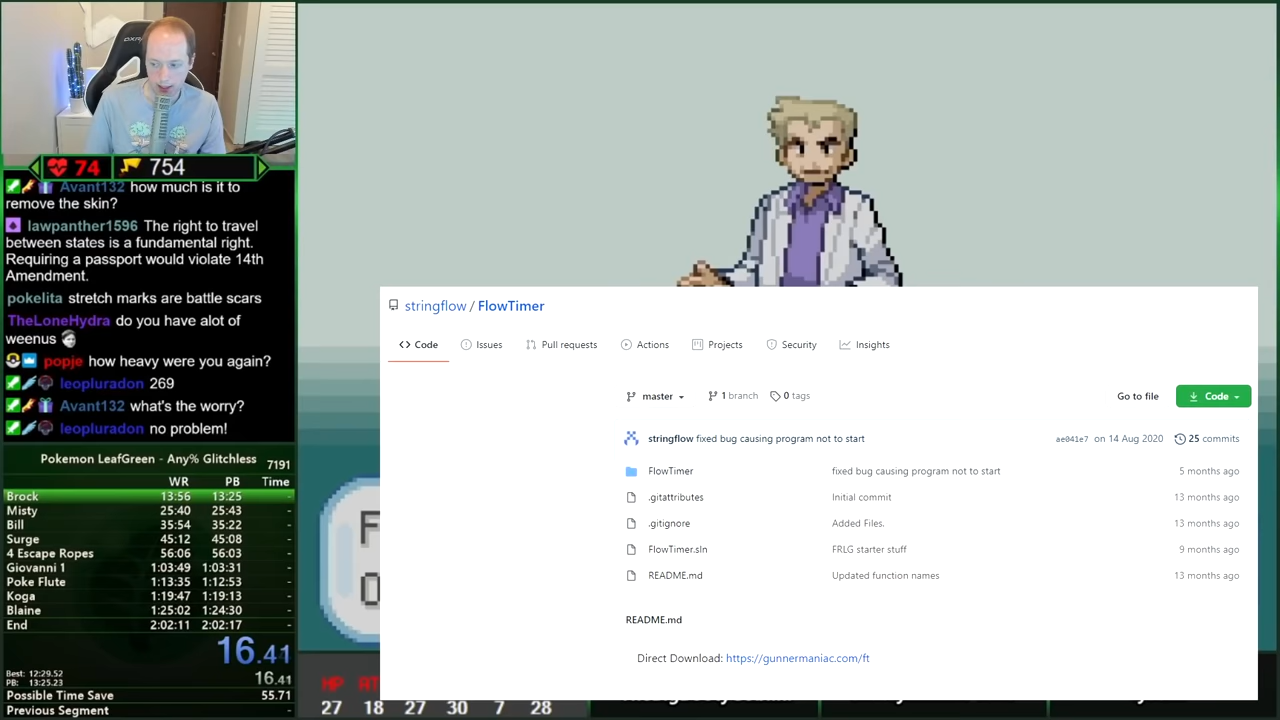 74
754
Avant132 how much is it to
remove the skin?
lawpanther1596 The right to travel
between states is a fundamental right.
Requiring a passport would violate 14th
Amendment.
pokelita stretch marks are battle scars
TheLoneHydra do you have alot of
weenus
popje how heavy were you again?
leopluradon 269
Avant132 what's the worry?
leopluradon no problem!
Pokemon LeafGreen - Any% Glitchless 7191
WR PB Time
Brock 13:56 13:25 -
Misty 25:40 25:43 -
Bill 35:54 35:22 -
Surge 45:12 45:08 -
4 Escape Ropes 56:06 56:03 -
Giovanni 1 1:03:49 1:03:31 -
Poke Flute 1:13:35 1:12:53 -
Koga 1:19:47 1:19:13 -
Blaine 1:25:02 1:24:30 -
End 2:02:11 2:02:17 -
16.41
Best: 12:29.52
PB: 13:25.23
16.41
Possible Time Save 55.71
Previous Segment -
stringflow / FlowTimer
Code Issues Pull requests Actions Projects Security Insights
master 1 branch 0 tags Go to file Code
stringflow fixed bug causing program not to start ae041e7 on 14 Aug 2020 25 commits
FlowTimer fixed bug causing program not to start 5 months ago
.gitattributes Initial commit 13 months ago
.gitignore Added Files. 13 months ago
FlowTimer.sln FRLG starter stuff 9 months ago
README.md Updated function names 13 months ago
README.md
Direct Download: https://gunnermaniac.com/ft
HP AT
27 18 27 30 7 28